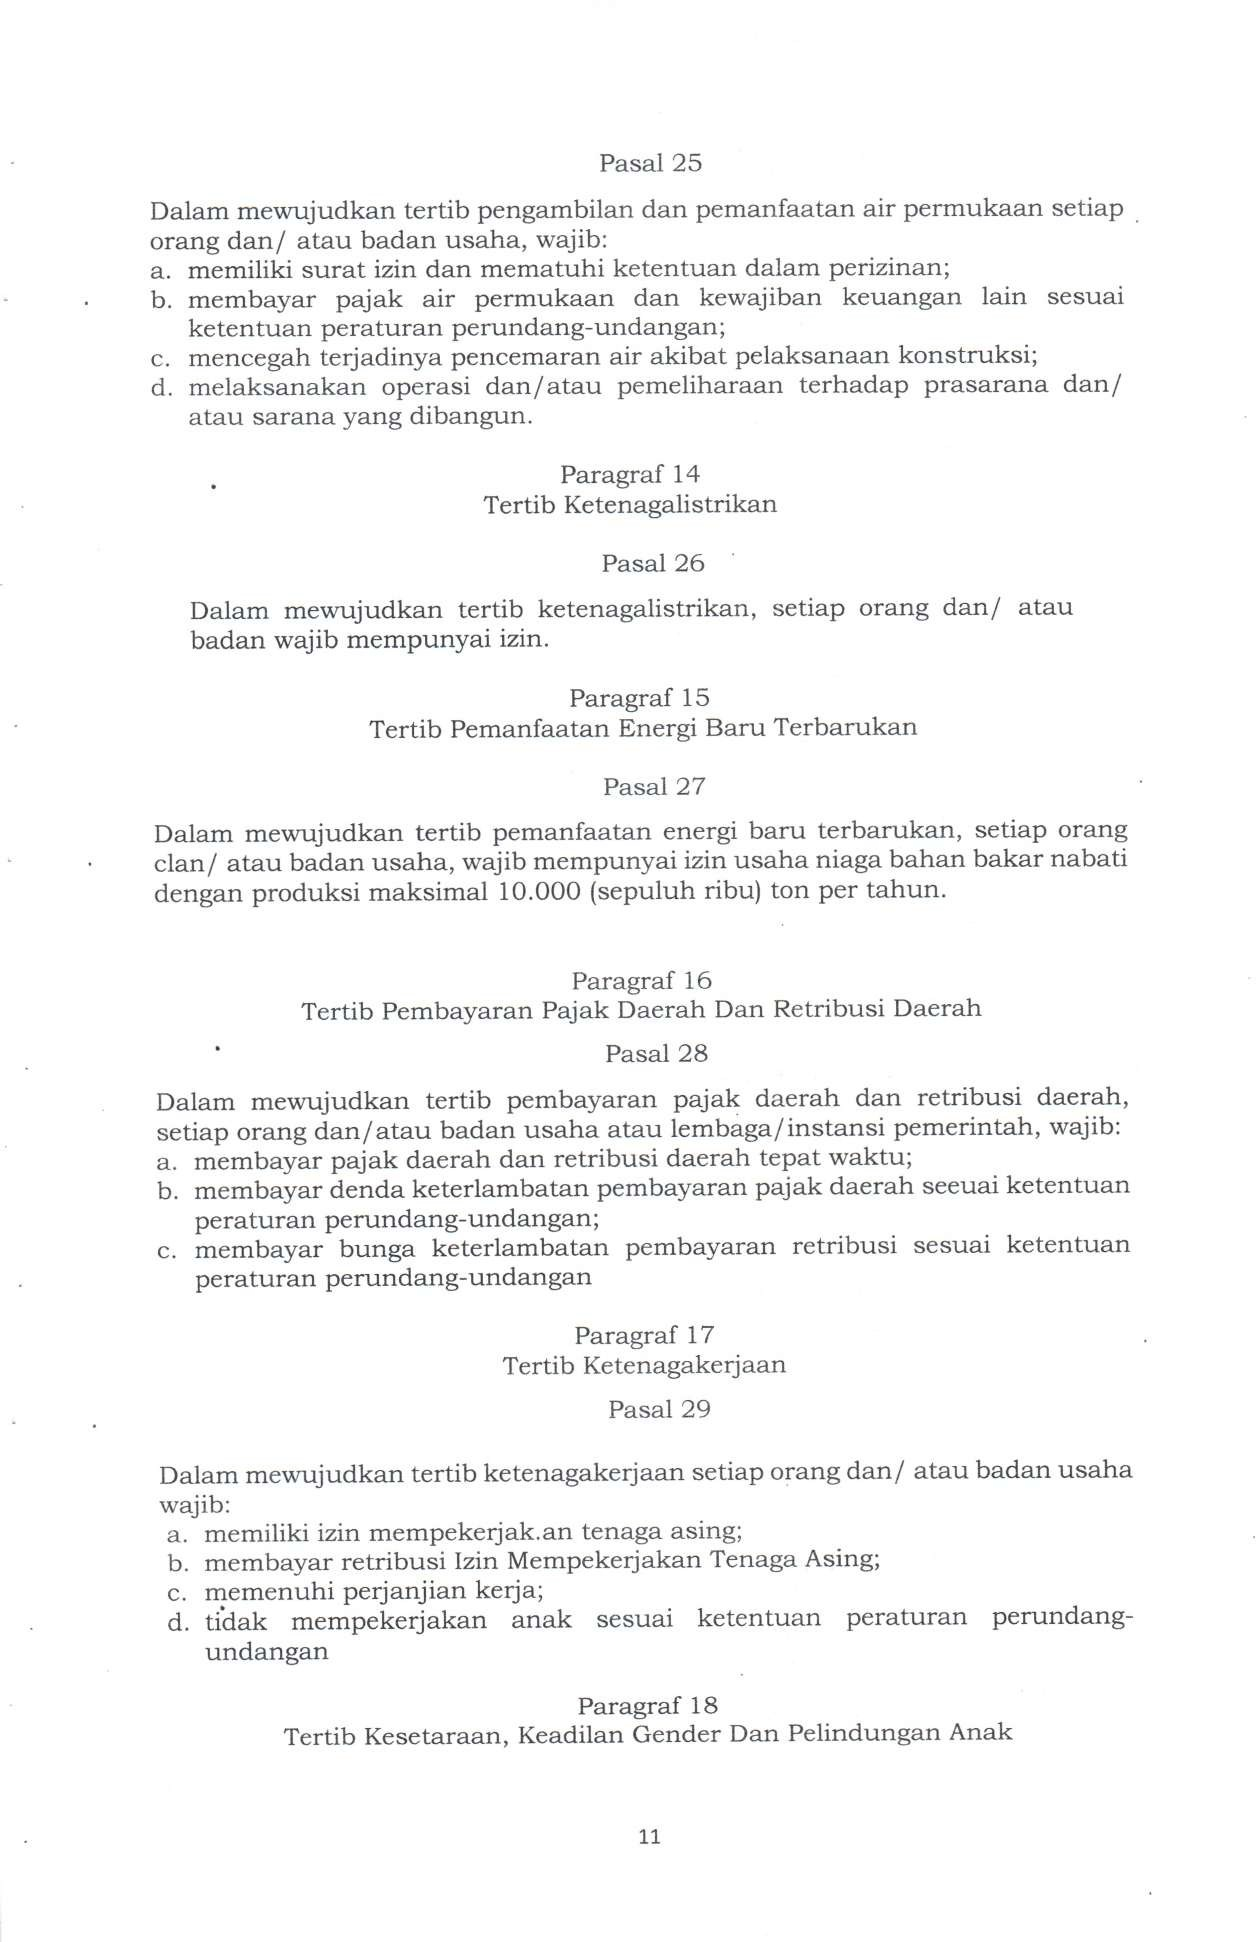 Pasal 25
Dalam mewujudkan tertib pengambilan dan pemanfaatan air permukaan setiap
orang dan/ atau badan usaha, wajib:
a. memiliki surat izin dan mematuhi ketentuan dalam perizinan;
b. membayar pajak air permukaan dan kewajiban keuangan lain sesuai
ketentuan peraturan perundang-undangan;
c. mencegah terjadinya pencemaran air akibat pelaksanaan konstruksi;
d. melaksanakan operasi dan/atau pemeliharaan terhadap prasarana dan/
atau sarana yang dibangun.
Paragraf 14
Tertib Ketenagalistrikan
Pasal 26
Dalam mewujudkan tertib ketenagalistrikan, setiap orang dan/ atau
badan wajib mempunyai izin.
Paragraf 15
Tertib Pemanfaatan Energi Baru Terbarukan
Pasal 27
Dalam mewujudkan tertib pemanfaatan energi baru terbarukan, setiap orang
clan/ atau badan usaha, wajib mempunyai izin usaha niaga bahan bakar nabati
dengan produksi maksimal 10.000 (sepuluh ribu) ton per tahun.
Paragraf 16
Tertib Pembayaran Pajak Daerah Dan Retribusi Daerah
Pasal 28
Dalam mewujudkan tertib pembayaran pajak daerah dan retribusi daerah,
setiap orang dan/atau badan usaha atau lembaga/instansi pemerintah, wajib:
a. membayar pajak daerah dan retribusi daerah tepat waktu;
b. membayar denda keterlambatan pembayaran pajak daerah seeuai ketentuan
peraturan perundang-undangan;
c. membayar bunga keterlambatan pembayaran retribusi sesuai ketentuan
peraturan perundang-undangan
Paragraf 17
Tertib Ketenagakerjaan
Pasal 29
Dalam mewujudkan tertib ketenagakerjaan setiap orang dan/ atau badan usaha
wajib:
a. memiliki izin mempekerjak.an tenaga asing;
b. membayar retribusi Izin Mempekerjakan Tenaga Asing;
c. memenuhi perjanjian kerja;
d. tidak mempekerjakan anak sesuai ketentuan peraturan perundang-
undangan
Paragraf 18
Tertib Kesetaraan, Keadilan Gender Dan Pelindungan Anak
11